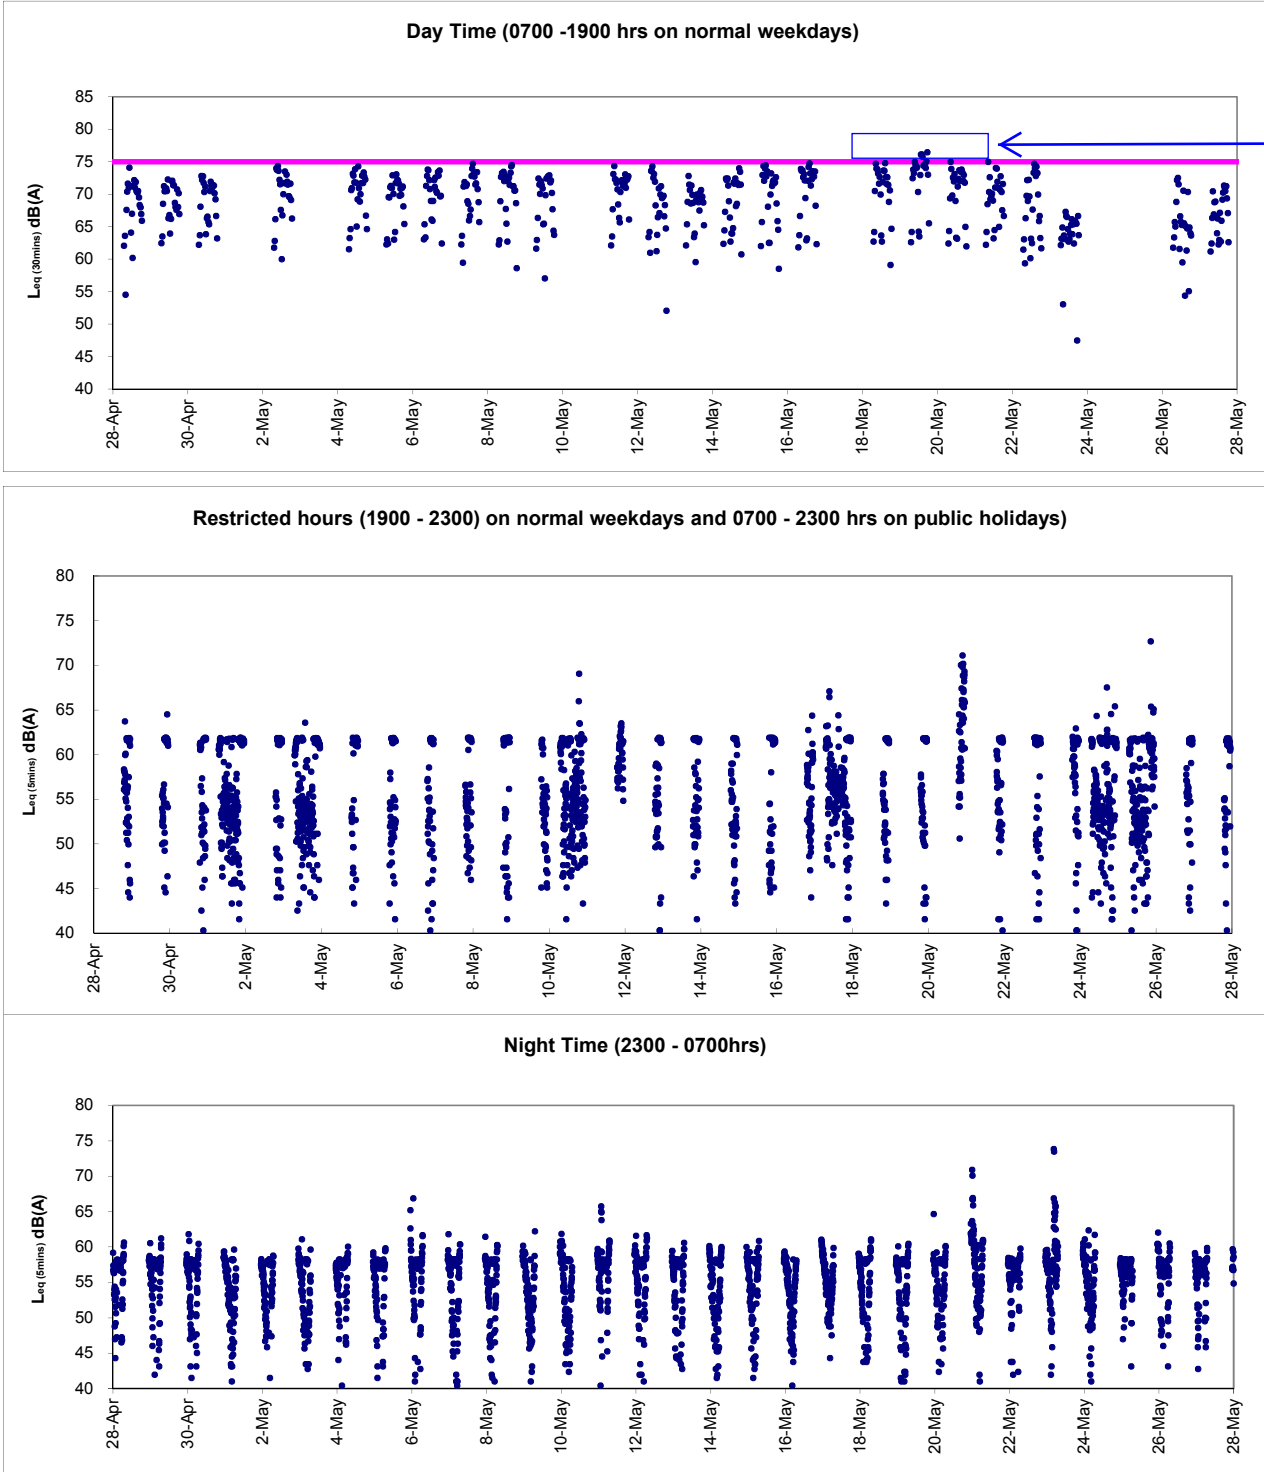 Day Time (0700 -1900 hrs on normal weekdays)
85
80
75
70
65
60
55
50
45
40
Leq (30mins) dB(A)
28-Apr
30-Apr
2-May
4-May
6-May
8-May
10-May
12-May
14-May
16-May
18-May
20-May
22-May
24-May
26-May
28-May
Restricted hours (1900 - 2300) on normal weekdays and 0700 - 2300 hrs on public holidays)
80
75
70
65
60
55
50
45
40
Leq (5mins) dB(A)
28-Apr
30-Apr
2-May
4-May
6-May
8-May
10-May
12-May
14-May
16-May
18-May
20-May
22-May
24-May
26-May
28-May
Night Time (2300 - 0700hrs)
80
75
70
65
60
55
50
45
40
Leq (5mins) dB(A)
28-Apr
30-Apr
2-May
4-May
6-May
8-May
10-May
12-May
14-May
16-May
18-May
20-May
22-May
24-May
26-May
28-May